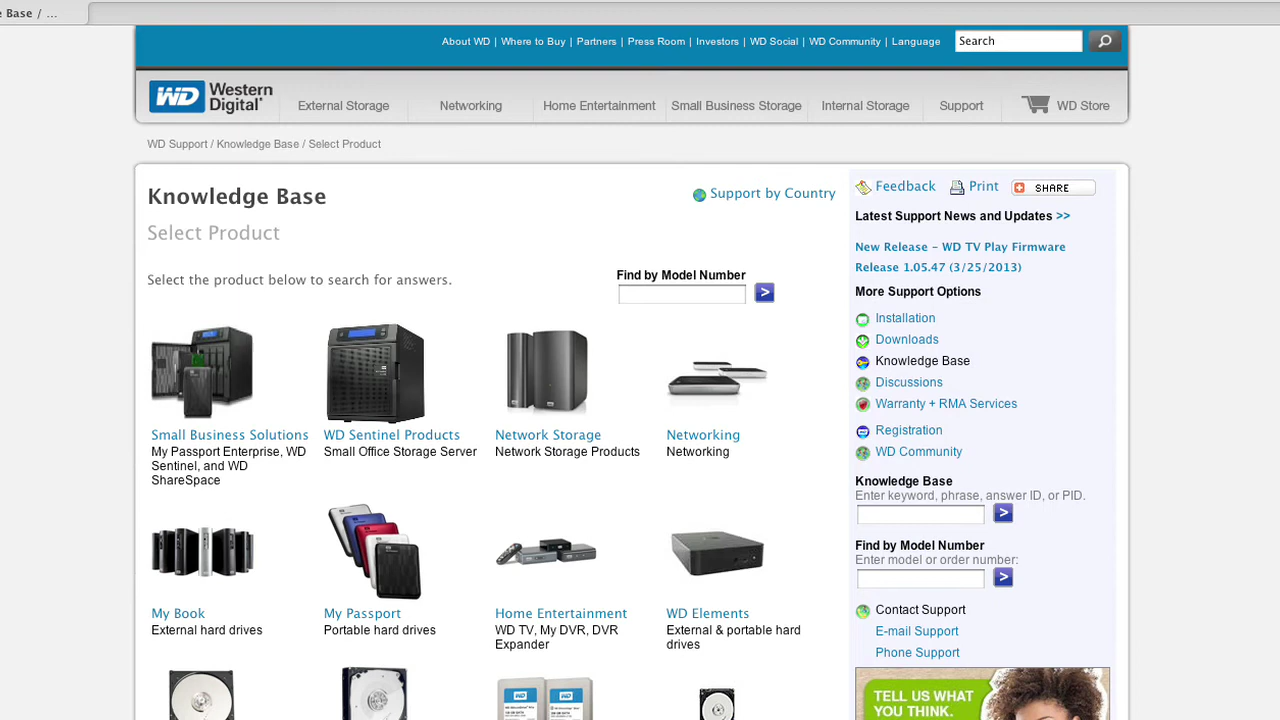 e Base / ...
About WD | Where to Buy | Partners | Press Room | Investors | WD Social | WD Community | Language
Search
WD Western Digital
External Storage
Networking
Home Entertainment
Small Business Storage
Internal Storage
Support
WD Store
WD Support / Knowledge Base / Select Product
Knowledge Base
Support by Country
Select Product
Select the product below to search for answers.
Find by Model Number
>
Small Business Solutions
My Passport Enterprise, WD
Sentinel, and WD
ShareSpace
WD Sentinel Products
Small Office Storage Server
Network Storage
Network Storage Products
Networking
Networking
My Book
External hard drives
My Passport
Portable hard drives
Home Entertainment
WD TV, My DVR, DVR
Expander
WD Elements
External & portable hard
drives
WD
WD
Feedback
Print
SHARE
Latest Support News and Updates >>
New Release – WD TV Play Firmware
Release 1.05.47 (3/25/2013)
More Support Options
Installation
Downloads
Knowledge Base
Discussions
Warranty + RMA Services
Registration
WD Community
Knowledge Base
Enter keyword, phrase, answer ID, or PID.
>
Find by Model Number
Enter model or order number:
>
Contact Support
E-mail Support
Phone Support
TELL US WHAT
YOU THINK.